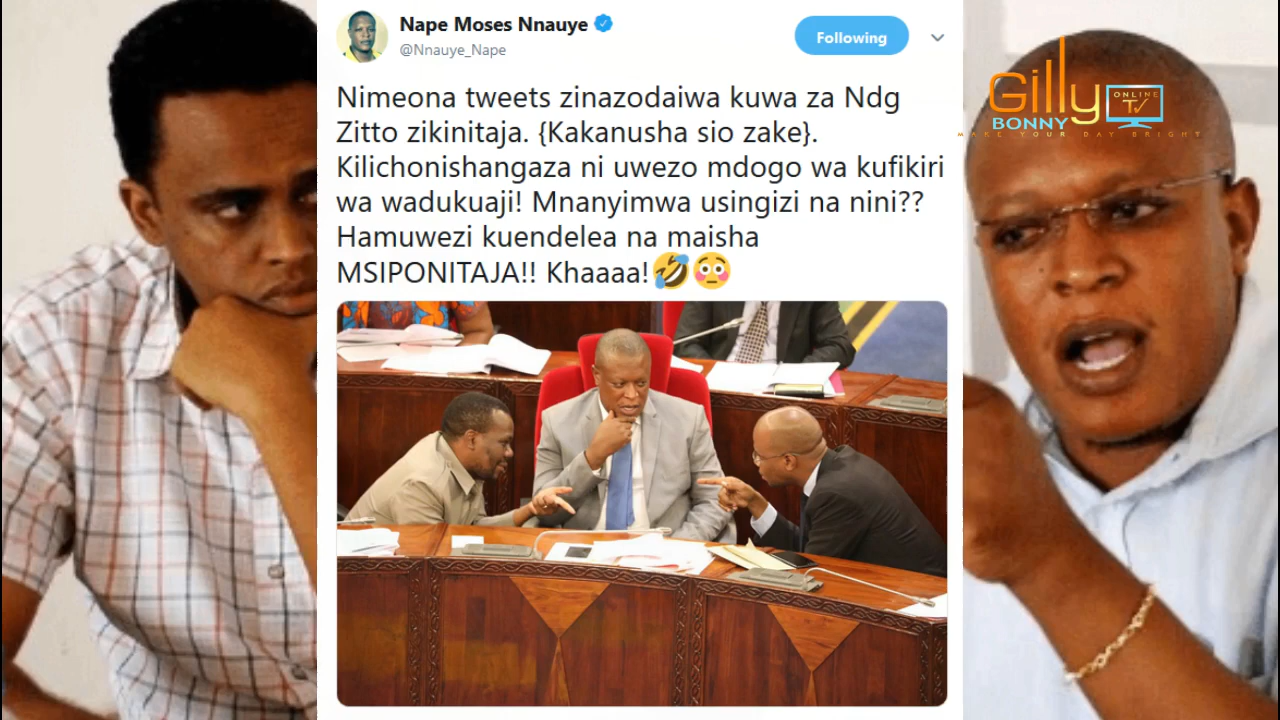 Nape Moses Nnauye
@Nnauye_Nape
Following
Nimeona tweets zinazodaiwa kuwa za Ndg
Zitto zikinitaja. {Kakanusha sio zake}.
Kilichonishangaza ni uwezo mdogo wa kufikiri
wa wadukuaji! Mnanyimwa usingizi na nini??
Hamuwezi kuendelea na maisha
MSIPONITAJA!! Khaaaa!🤣😳
Gilly
BONNY
ONLINE
TV
MAKE YOUR DAY BRIGHT